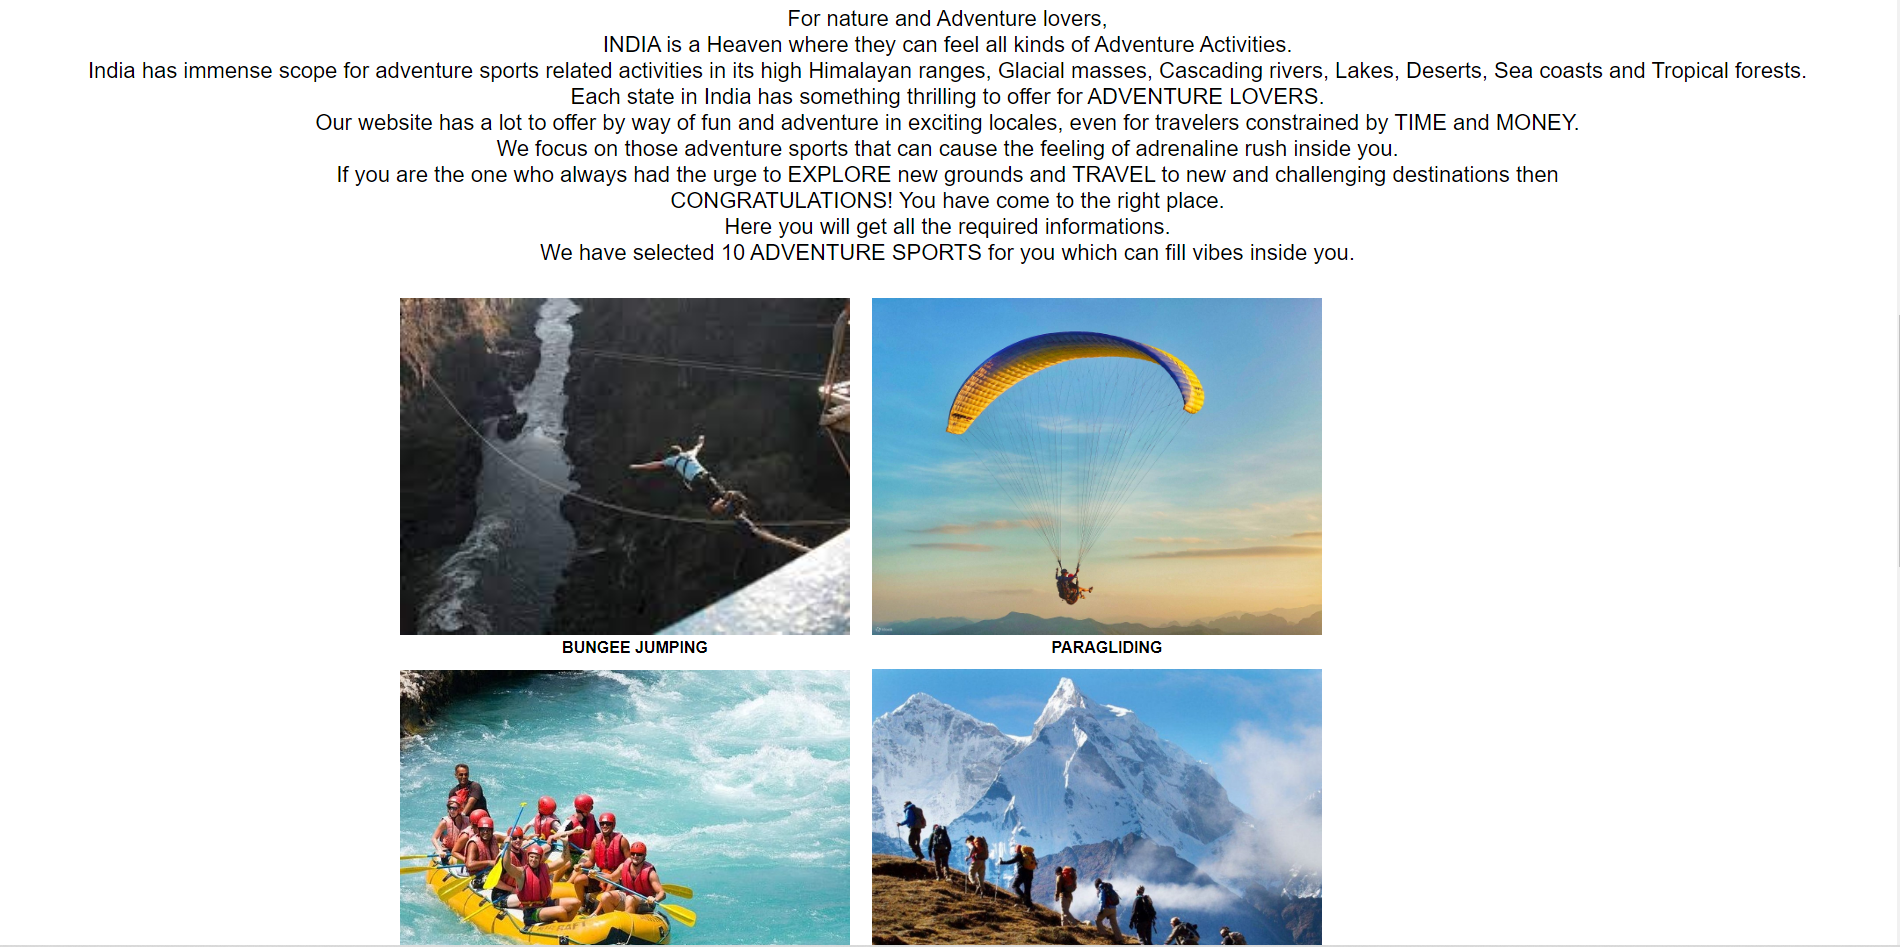 For nature and Adventure lovers,
INDIA is a Heaven where they can feel all kinds of Adventure Activities.
India has immense scope for adventure sports related activities in its high Himalayan ranges, Glacial masses, Cascading rivers, Lakes, Deserts, Sea coasts and Tropical forests.
Each state in India has something thrilling to offer for ADVENTURE LOVERS.
Our website has a lot to offer by way of fun and adventure in exciting locales, even for travelers constrained by TIME and MONEY.
We focus on those adventure sports that can cause the feeling of adrenaline rush inside you.
If you are the one who always had the urge to EXPLORE new grounds and TRAVEL to new and challenging destinations then
CONGRATULATIONS! You have come to the right place.
Here you will get all the required informations.
We have selected 10 ADVENTURE SPORTS for you which can fill vibes inside you.
BUNGEE JUMPING
PARAGLIDING